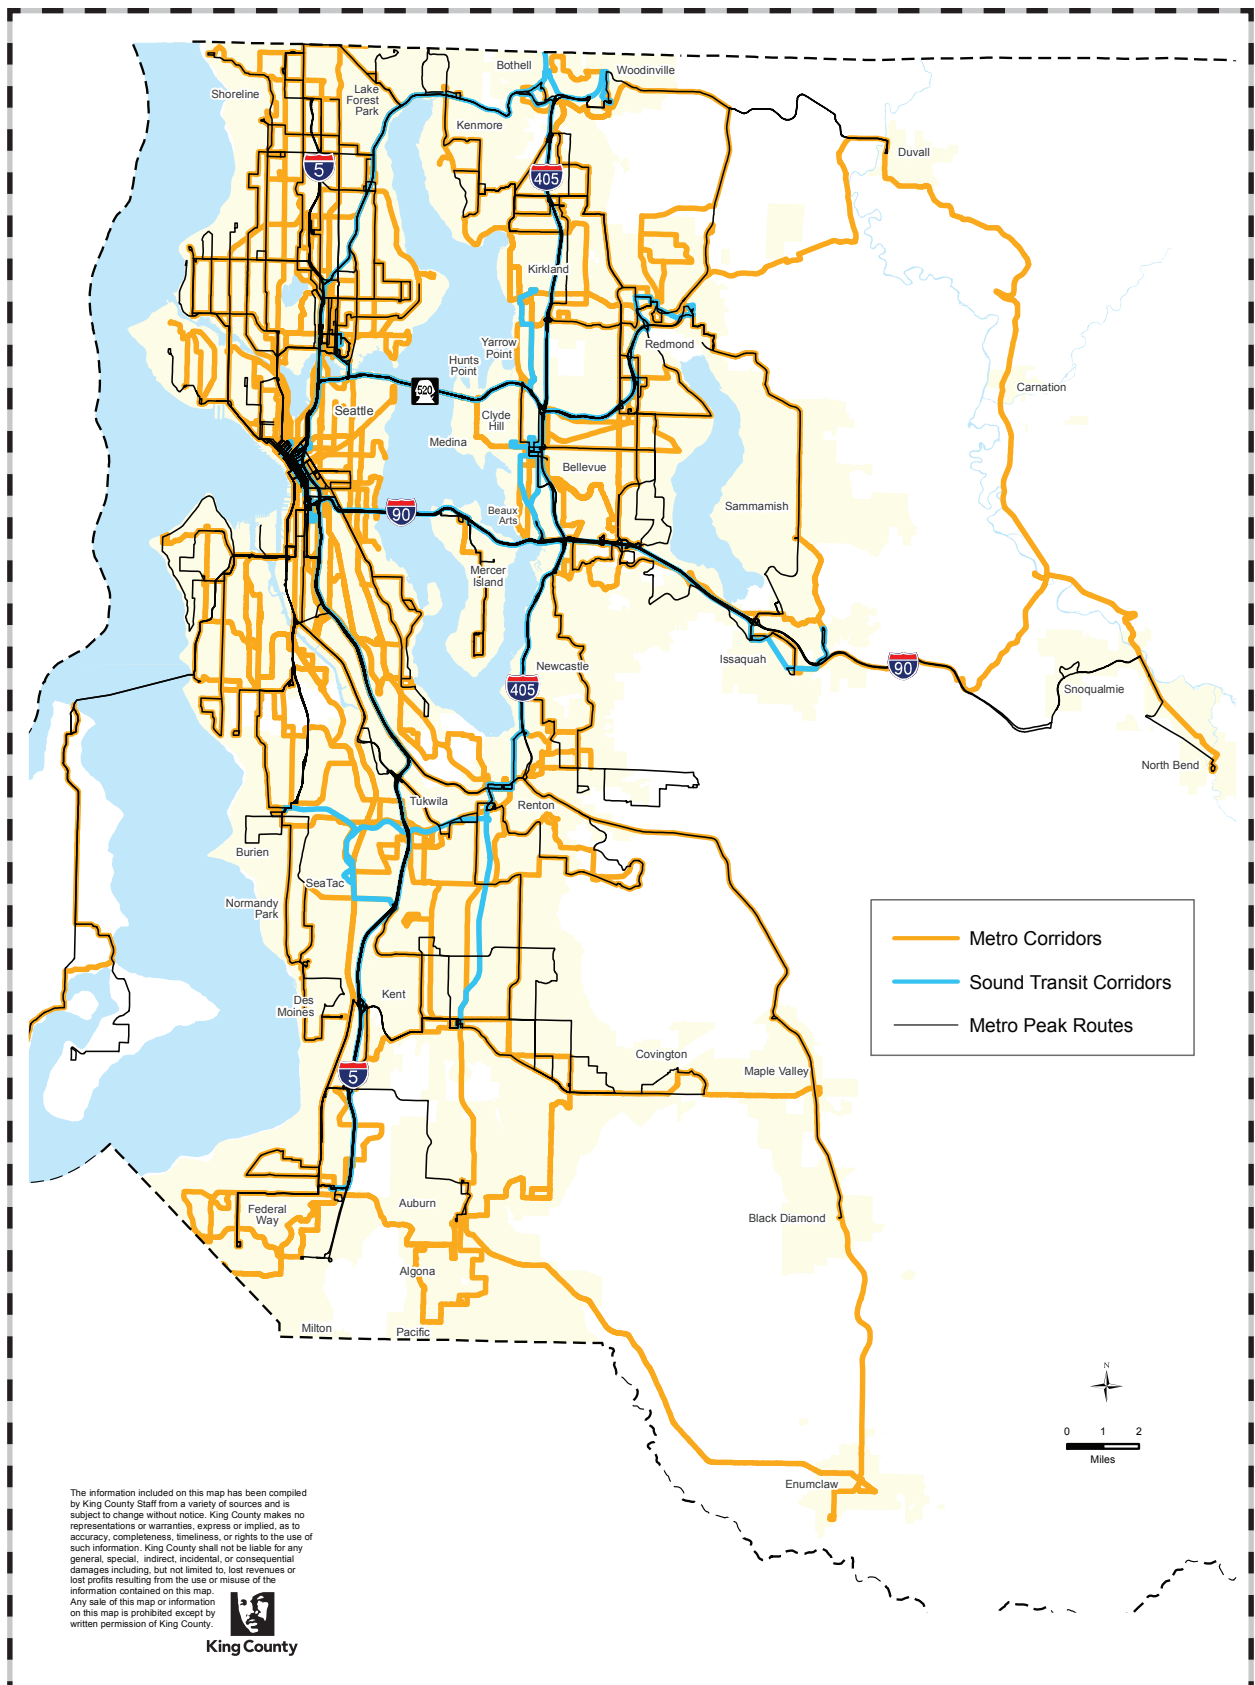 Bothell
Woodinville
Shoreline
Lake
Forest
Park
Kenmore
Duvall
5
405
Kirkland
Yarrow
Point
Redmond
Hunts
Point
Carnation
520
Seattle
Clyde
Hill
Medina
Bellevue
Sammamish
90
Beaux
Arts
Mercer
Island
Newcastle
Issaquah
90
405
Snoqualmie
North Bend
Tukwila
Renton
Burien
SeaTac
Normandy
Park
Metro Corridors
Sound Transit Corridors
Metro Peak Routes
Des
Moines
Kent
Covington
Maple Valley
5
Federal
Way
Auburn
Black Diamond
Algona
Milton
Pacific
N
0 1 2
Miles
Enumclaw
The information included on this map has been compiled
by King County Staff from a variety of sources and is
subject to change without notice. King County makes no
representations or warranties, express or implied, as to
accuracy, completeness, timeliness, or rights to the use of
such information. King County shall not be liable for any
general, special, indirect, incidental, or consequential
damages including, but not limited to, lost revenues or
lost profits resulting from the use or misuse of the
information contained on this map.
Any sale of this map or information
on this map is prohibited except by
written permission of King County.
King County